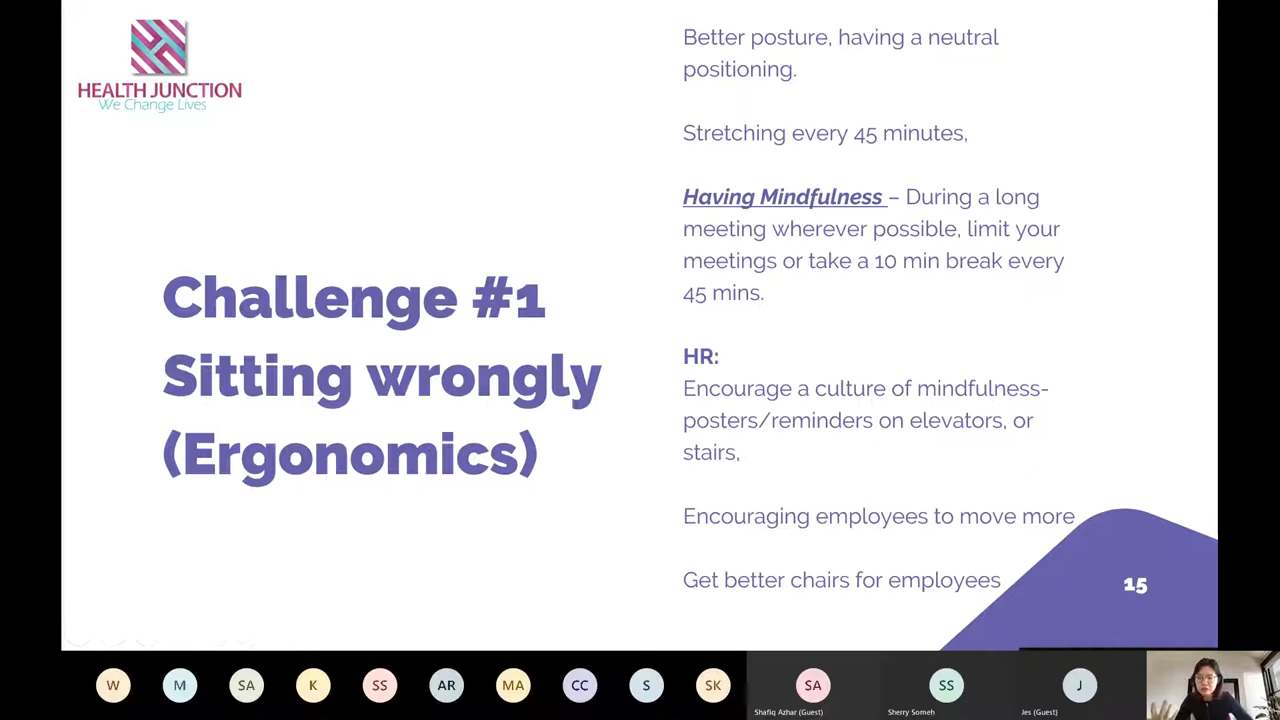 HEALTH JUNCTION
We Change Lives
Challenge #1
Sitting wrongly
(Ergonomics)
Better posture, having a neutral
positioning.
Stretching every 45 minutes,
Having Mindfulness – During a long
meeting wherever possible, limit your
meetings or take a 10 min break every
45 mins.
HR:
Encourage a culture of mindfulness-
posters/reminders on elevators, or
stairs,
Encouraging employees to move more
Get better chairs for employees
15
W
M
SA
K
SS
AR
MA
CC
S
SK
SA
SS
J
Shafiq Azhar (Guest)
Sherry Someh
Jes (Guest)